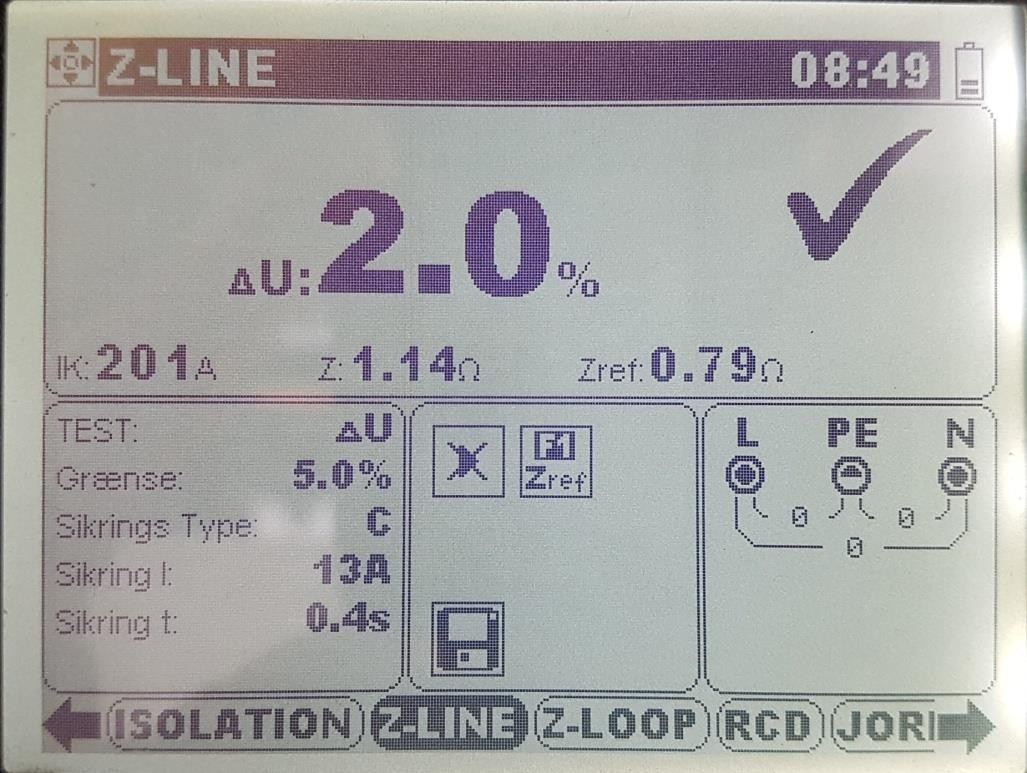 Z-LINE 08:49
ΔU: 2.0 %
IK: 201A Z: 1.14Ω Zref: 0.79Ω
TEST: ΔU
Grænse: 5.0%
Sikrings Type: C
Sikring I: 13A
Sikring t: 0.4s
F1
Zref
L PE N
0 0
0
ISOLATION Z-LINE Z-LOOP RCD JOR